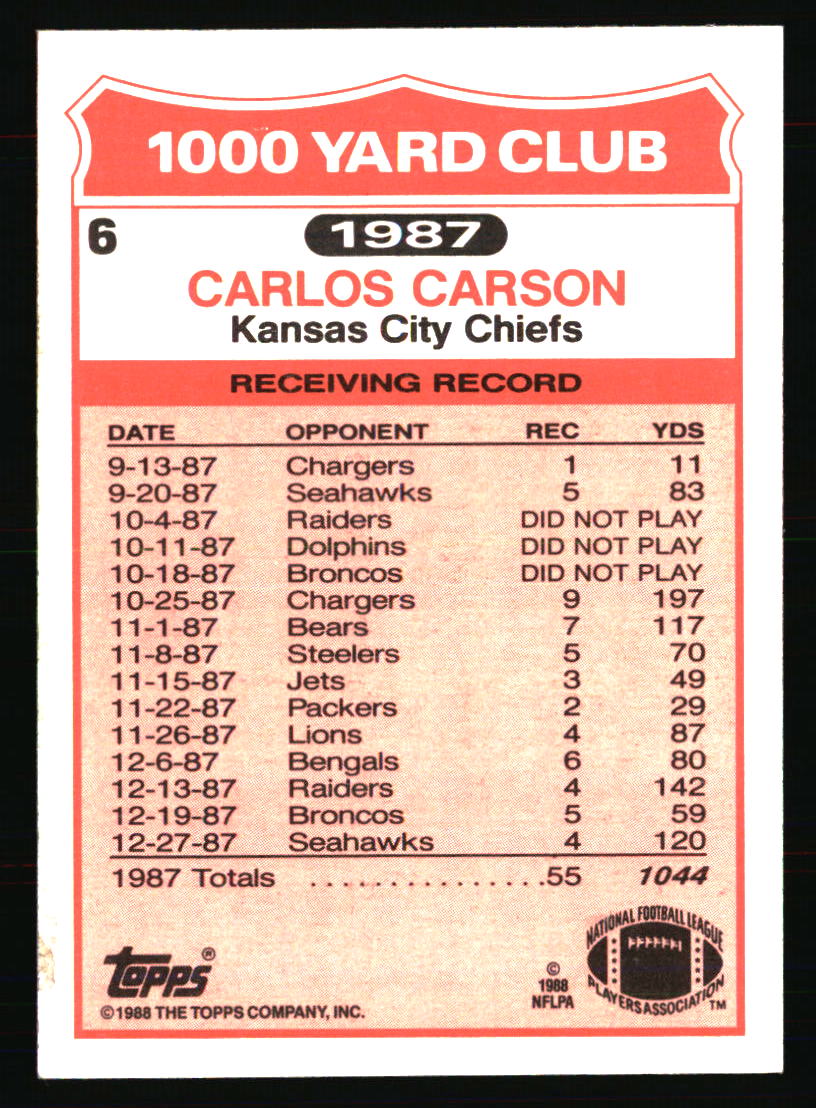 1000 YARD CLUB
6
1987
CARLOS CARSON
Kansas City Chiefs
RECEIVING RECORD
DATE OPPONENT REC YDS
9-13-87 Chargers 1 11
9-20-87 Seahawks 5 83
10-4-87 Raiders DID NOT PLAY
10-11-87 Dolphins DID NOT PLAY
10-18-87 Broncos DID NOT PLAY
10-25-87 Chargers 9 197
11-1-87 Bears 7 117
11-8-87 Steelers 5 70
11-15-87 Jets 3 49
11-22-87 Packers 2 29
11-26-87 Lions 4 87
12-6-87 Bengals 6 80
12-13-87 Raiders 4 142
12-19-87 Broncos 5 59
12-27-87 Seahawks 4 120
1987 Totals ...............55 1044
TOPPS®
©1988 THE TOPPS COMPANY, INC.
©
1988
NFLPA
NATIONAL FOOTBALL LEAGUE
PLAYERS ASSOCIATION™